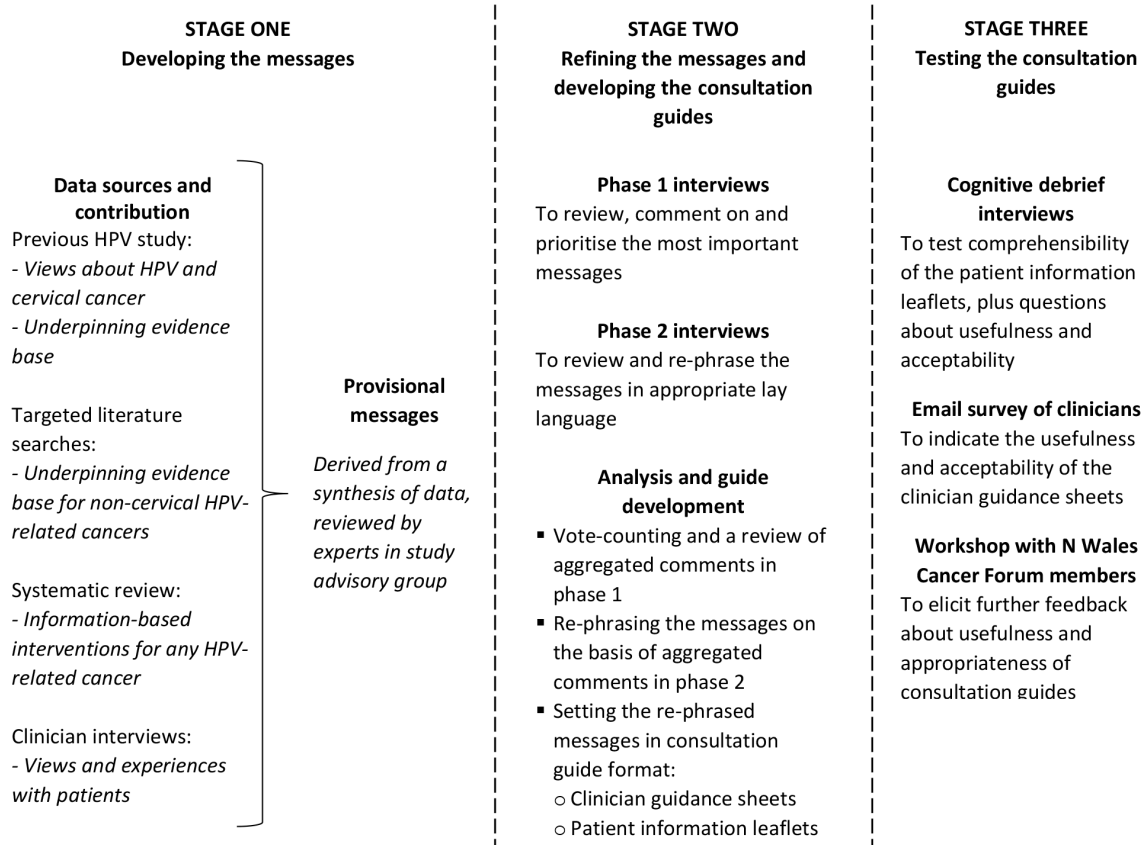 STAGE ONE
Developing the messages
Data sources and
contribution
Previous HPV study:
- Views about HPV and
cervical cancer
- Underpinning evidence
base
Targeted literature
searches:
- Underpinning evidence
base for non-cervical HPV-
related cancers
Systematic review:
- Information-based
interventions for any HPV-
related cancer
Clinician interviews:
- Views and experiences
with patients
Provisional
messages
Derived from a
synthesis of data,
reviewed by
experts in study
advisory group
STAGE TWO
Refining the messages and
developing the consultation
guides
Phase 1 interviews
To review, comment on and
prioritise the most important
messages
Phase 2 interviews
To review and re-phrase the
messages in appropriate lay
language
Analysis and guide
development
▪ Vote-counting and a review of
aggregated comments in
phase 1
▪ Re-phrasing the messages on
the basis of aggregated
comments in phase 2
▪ Setting the re-phrased
messages in consultation
guide format:
o Clinician guidance sheets
o Patient information leaflets
STAGE THREE
Testing the consultation
guides
Cognitive debrief
interviews
To test comprehensibility
of the patient information
leaflets, plus questions
about usefulness and
acceptability
Email survey of clinicians
To indicate the usefulness
and acceptability of the
clinician guidance sheets
Workshop with N Wales
Cancer Forum members
To elicit further feedback
about usefulness and
appropriateness of
consultation guides